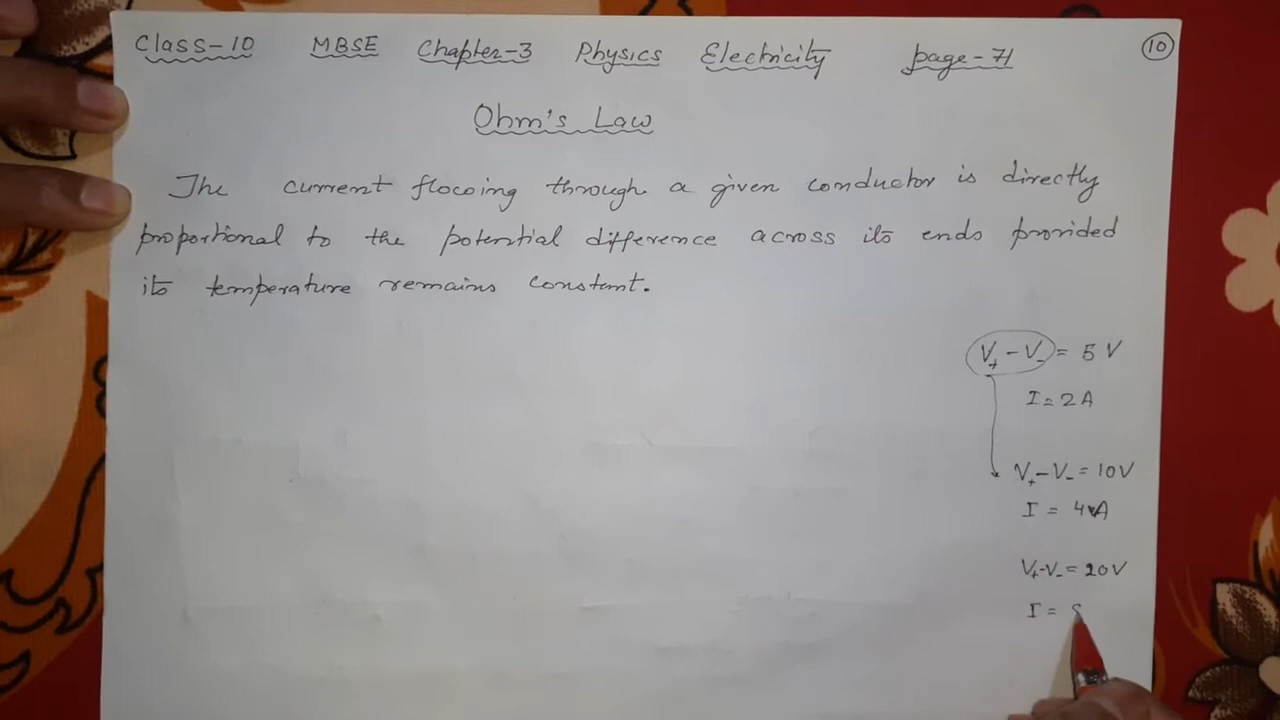 Class-10 MBSE Chapter-3 Physics Electricity page-71 10
Ohm's Law
The current flowing through a given conductor is directly
proportional to the potential difference across its ends provided
its temperature remains constant.
V₊ - V₋ = 5 V
I = 2 A
V₊ - V₋ = 10V
I = 4 A
V₊ - V₋ = 20V
I =